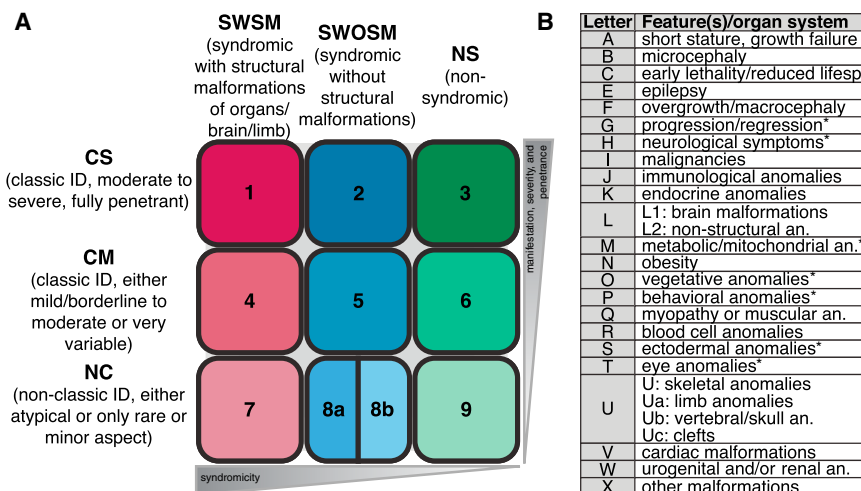 A
SWSM
(syndromic
with structural
malformations
of organs/
brain/limb)
SWOSM
(syndromic
without
structural
malformations)
NS
(non-
syndromic)
CS
(classic ID, moderate to
severe, fully penetrant)
1
2
3
CM
(classic ID, either
mild/borderline to
moderate or very
variable)
4
5
6
NC
(non-classic ID, either
atypical or only rare or
minor aspect)
7
8a
8b
9
manifestation, severity, and
penetrance
syndromicity
B
Letter Feature(s)/organ system
A short stature, growth failure
B microcephaly
C early lethality/reduced lifesp
E epilepsy
F overgrowth/macrocephaly
G progression/regression*
H neurological symptoms*
I malignancies
J immunological anomalies
K endocrine anomalies
L L1: brain malformations
L2: non-structural an.
M metabolic/mitochondrial an.*
N obesity
O vegetative anomalies*
P behavioral anomalies*
Q myopathy or muscular an.
R blood cell anomalies
S ectodermal anomalies*
T eye anomalies*
U U: skeletal anomalies
Ua: limb anomalies
Ub: vertebral/skull an.
Uc: clefts
V cardiac malformations
W urogenital and/or renal an.
X other malformations